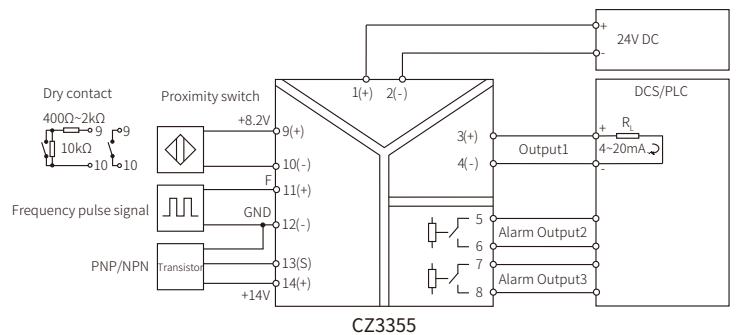 +
24V DC
-
1(+) 2(-)
DCS/PLC
Dry contact
Proximity switch
400Ω~2kΩ
+8.2V
9 9
9(+)
10kΩ
10 10
10(-)
3(+)
4(-)
Output1
+
RL
4~20mA
-
F
11(+)
Frequency pulse signal
GND
12(-)
5
Alarm Output2
6
PNP/NPN
Transistor
13(S)
14(+)
+14V
7
Alarm Output3
8
CZ3355